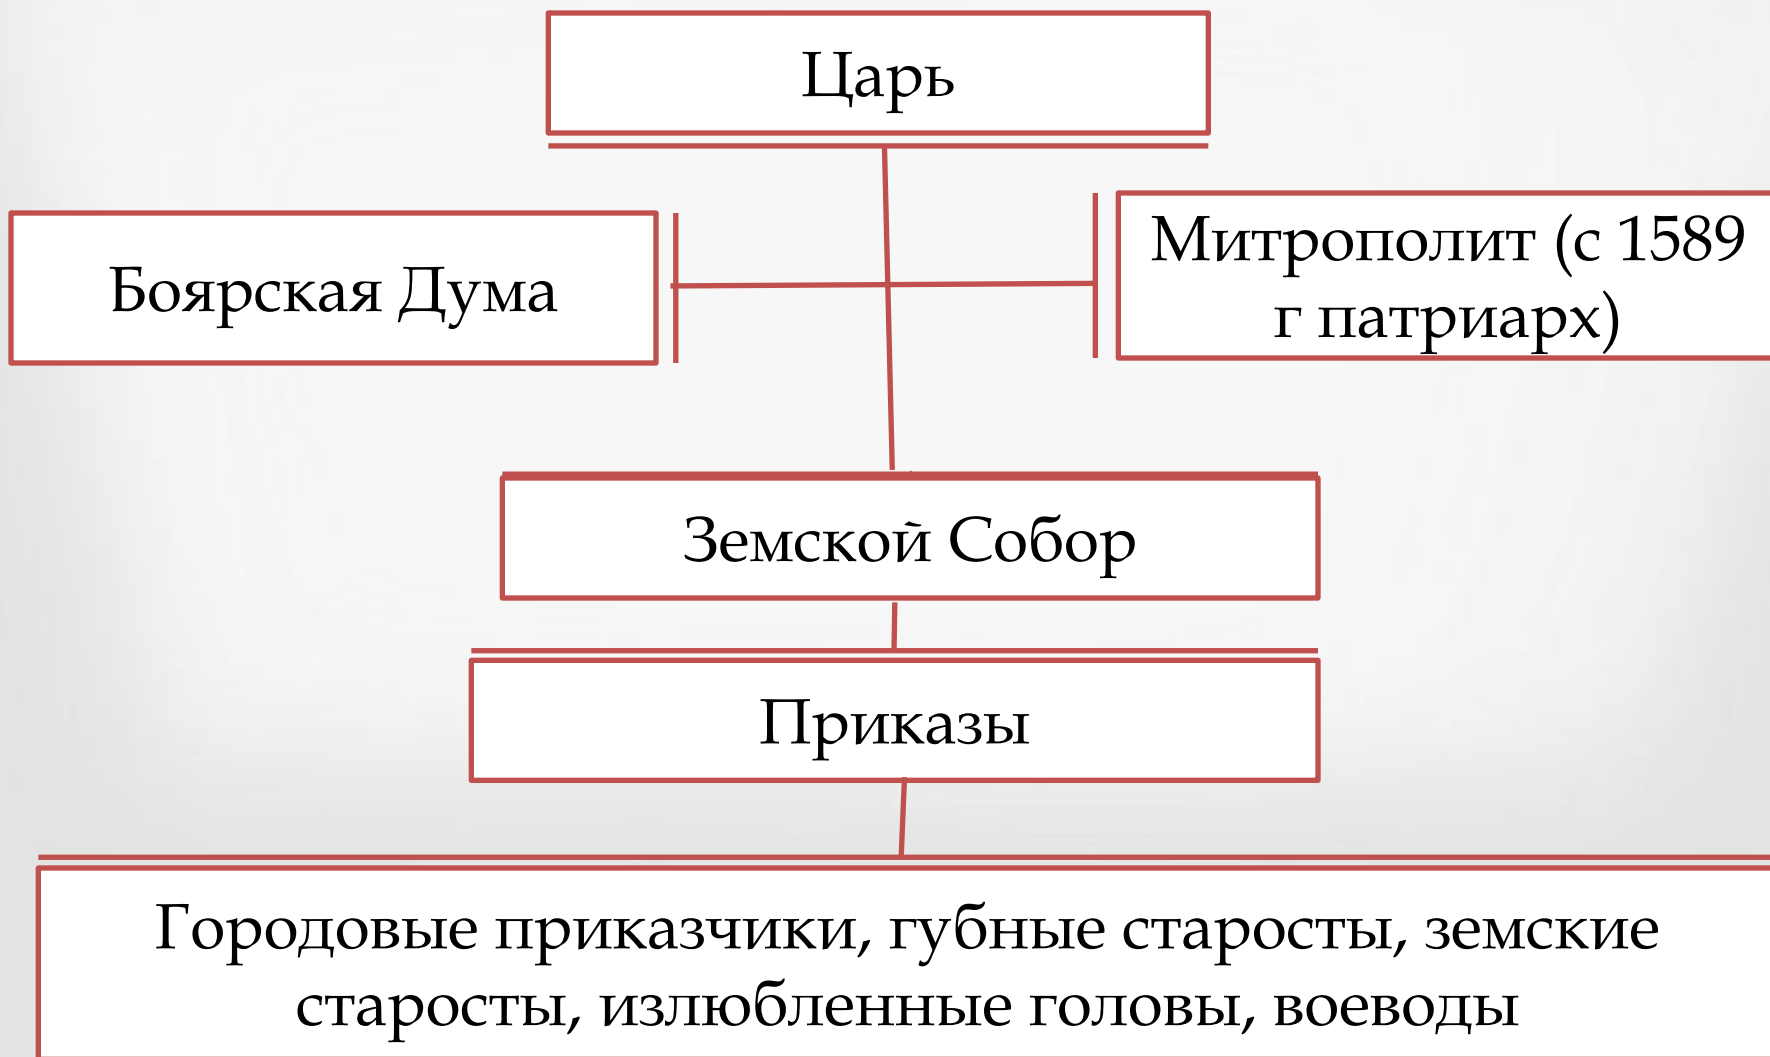 Царь
Боярская Дума
Митрополит (с 1589
г патриарх)
Земской Собор
Приказы
Городовые приказчики, губные старосты, земские
старосты, излюбленные головы, воеводы